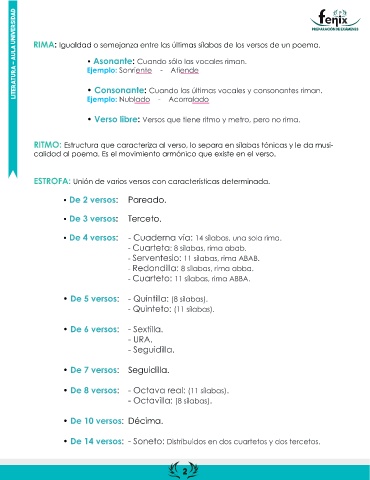 LITERATURA – AULA UNIVERSIDAD
fenix
PREPARACIÓN DE EXÁMENES
RIMA: Igualdad o semejanza entre las últimas sílabas de los versos de un poema.
• Asonante: Cuando sólo las vocales riman.
Ejemplo: Sonriente - Atiende
• Consonante: Cuando las últimas vocales y consonantes riman.
Ejemplo: Nublado - Acorralado
• Verso libre: Versos que tiene ritmo y metro, pero no rima.
RITMO: Estructura que caracteriza al verso, lo separa en sílabas tónicas y le da musi-
calidad al poema. Es el movimiento armónico que existe en el verso.
ESTROFA: Unión de varios versos con características determinada.
• De 2 versos: Pareado.
• De 3 versos: Terceto.
• De 4 versos: - Cuaderna vía: 14 sílabas, una sola rima.
- Cuarteta: 8 sílabas, rima abab.
- Serventesio: 11 sílabas, rima ABAB.
- Redondilla: 8 sílabas, rima abba.
- Cuarteto: 11 sílabas, rima ABBA.
• De 5 versos: - Quintilla: (8 sílabas).
- Quinteto: (11 sílabas).
• De 6 versos: - Sextilla.
- LIRA.
- Seguidilla.
• De 7 versos: Seguidilla.
• De 8 versos: - Octava real: (11 sílabas).
- Octavilla: (8 sílabas).
• De 10 versos: Décima.
• De 14 versos: - Soneto: Distribuidos en dos cuartetos y dos tercetos.
2